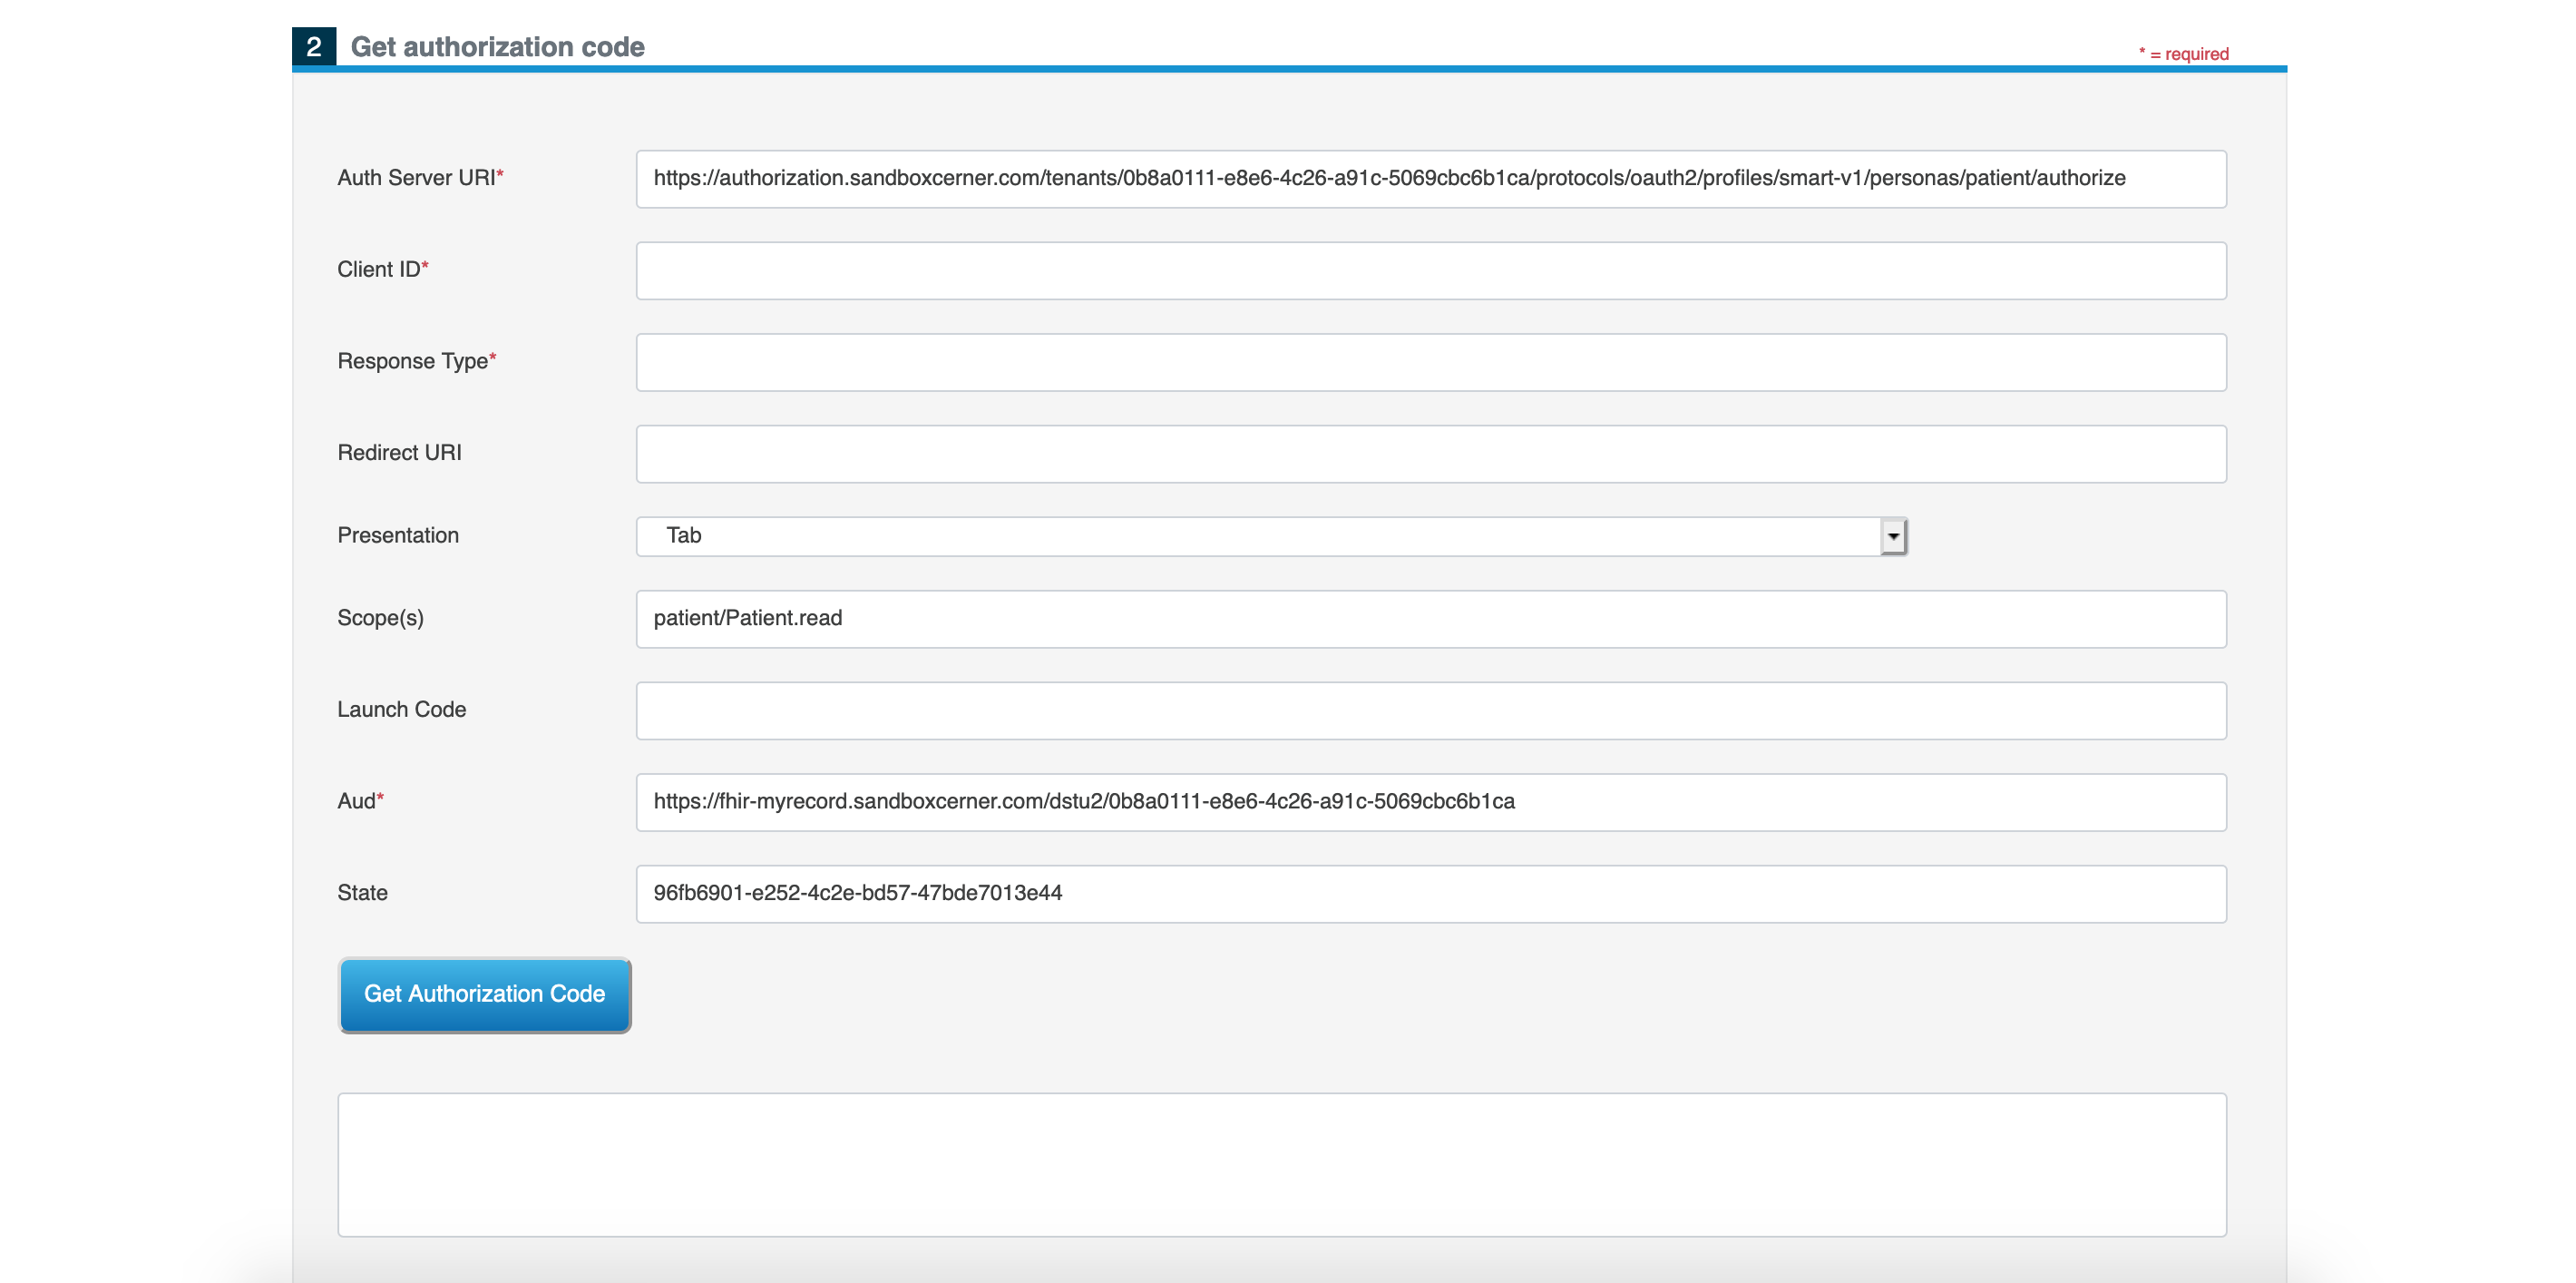 2 Get authorization code
* = required
Auth Server URI* https://authorization.sandboxcerner.com/tenants/0b8a0111-e8e6-4c26-a91c-5069cbc6b1ca/protocols/oauth2/profiles/smart-v1/personas/patient/authorize
Client ID*
Response Type*
Redirect URI
Presentation Tab
Scope(s) patient/Patient.read
Launch Code
Aud* https://fhir-myrecord.sandboxcerner.com/dstu2/0b8a0111-e8e6-4c26-a91c-5069cbc6b1ca
State 96fb6901-e252-4c2e-bd57-47bde7013e44
Get Authorization Code